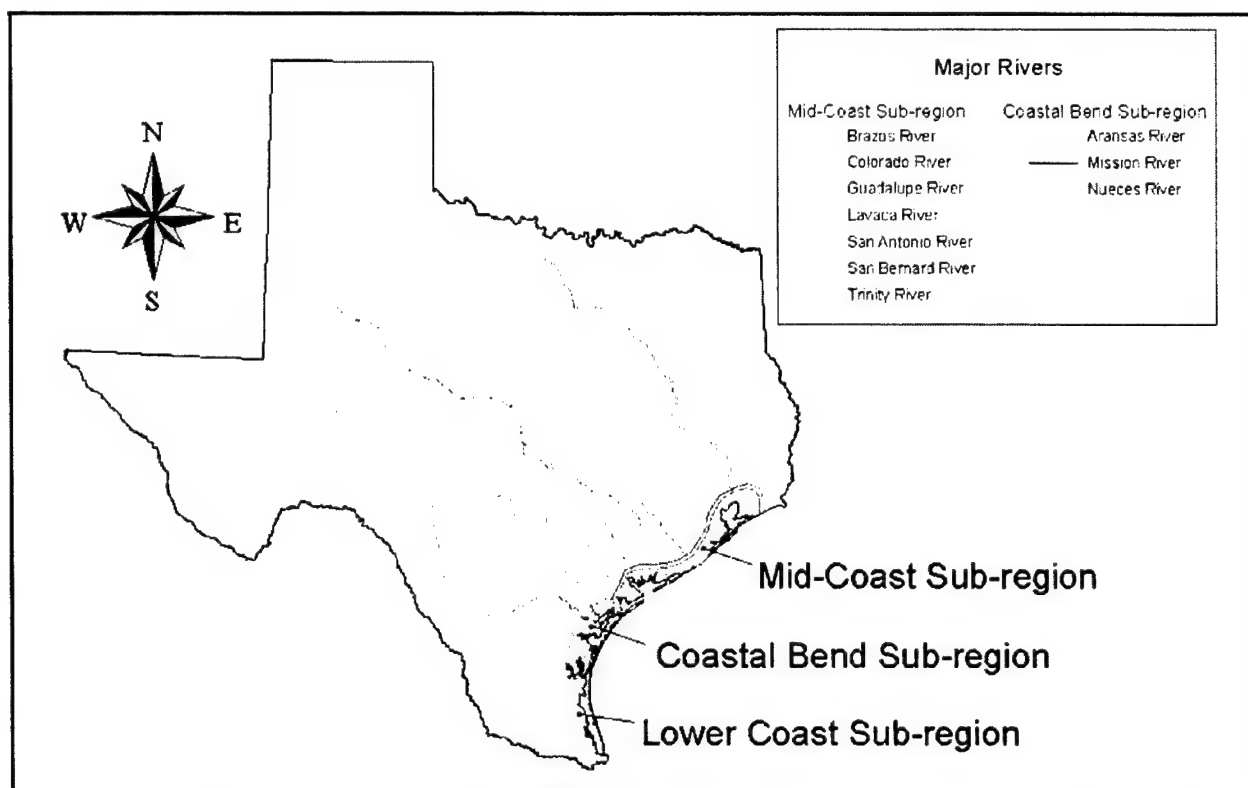 Major Rivers
Mid-Coast Sub-region
Brazos River
Colorado River
Guadalupe River
Lavaca River
San Antonio River
San Bernard River
Trinity River
Coastal Bend Sub-region
Aransas River
Mission River
Nueces River
N
W
E
S
Mid-Coast Sub-region
Coastal Bend Sub-region
Lower Coast Sub-region